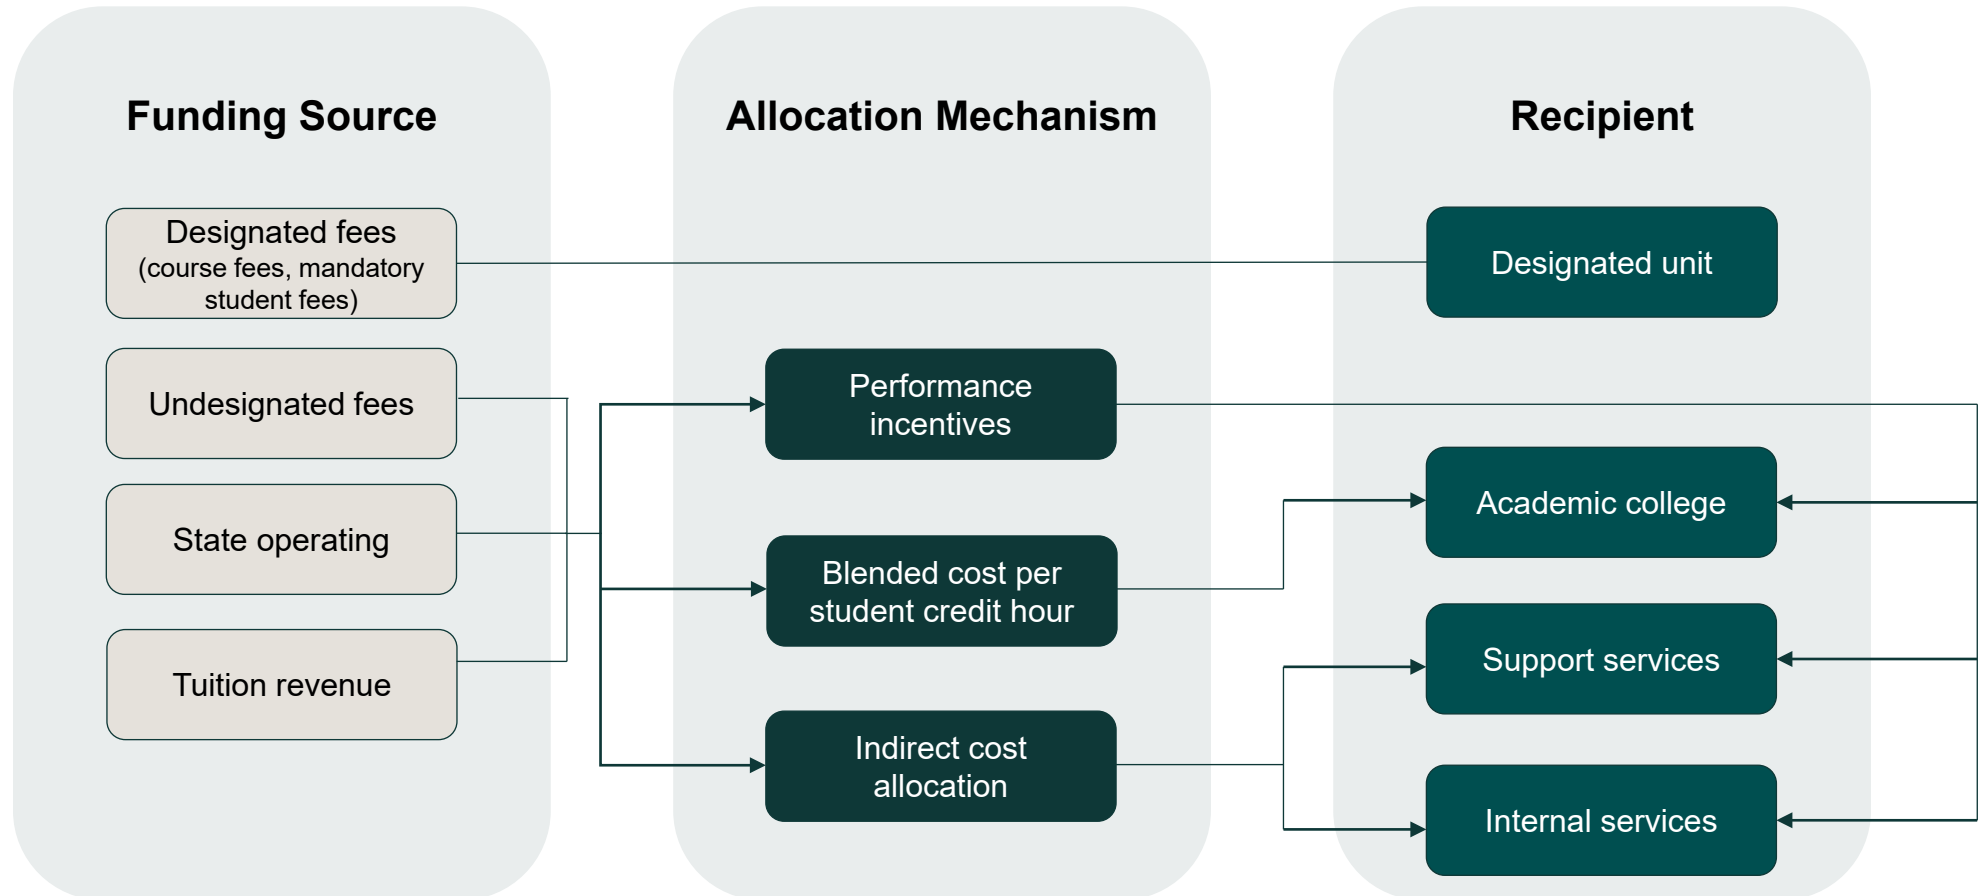 Funding Source
Designated fees
(course fees, mandatory
student fees)
Undesignated fees
State operating
Tuition revenue
Allocation Mechanism
Performance
incentives
Blended cost per
student credit hour
Indirect cost
allocation
Recipient
Designated unit
Academic college
Support services
Internal services